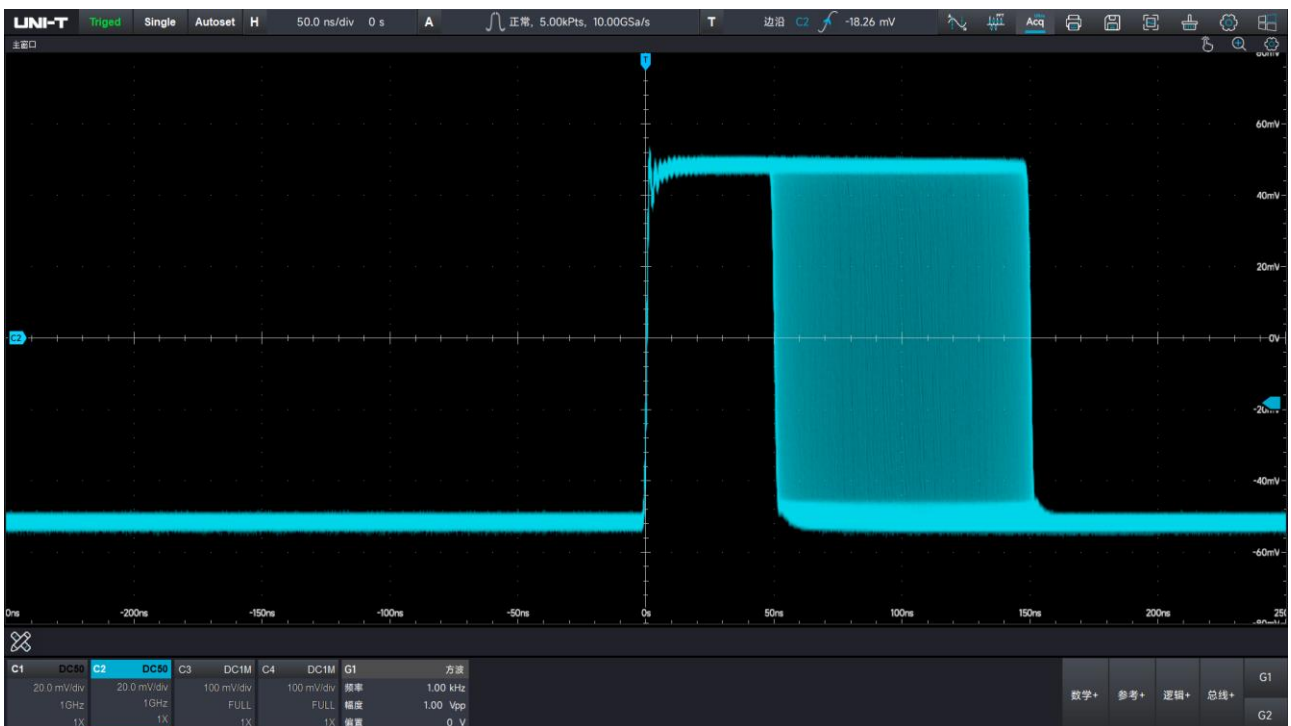 UNI-T Triged Single Autoset H 50.0 ns/div 0 s A 正常, 5.00kPts, 10.00GSa/s T 边沿 C2 -18.26 mV Acq
主窗口
T
60mV
40mV
20mV
C2 0V
-40mV
-60mV
0ns -200ns -150ns -100ns -50ns 0s 50ns 100ns 150ns 200ns 250
C1 DC50 C2 DC50 C3 DC1M C4 DC1M G1 方波
20.0 mV/div 20.0 mV/div 100 mV/div 100 mV/div 频率 1.00 kHz 数学+ 参考+ 逻辑+ 总线+ G1
1GHz 1GHz FULL FULL 幅度 1.00 Vpp
1X 1X 1X 1X 偏置 0 V G2